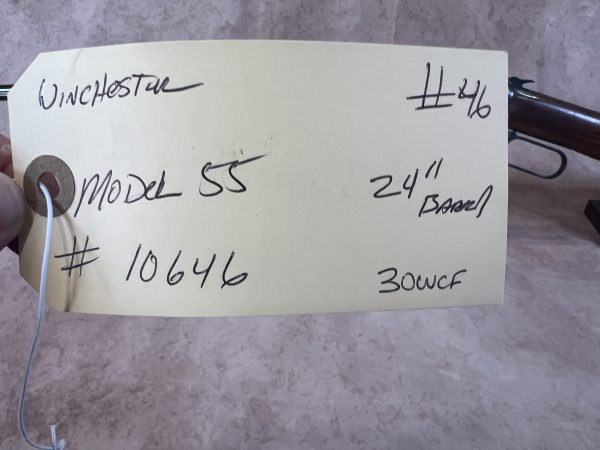 WINCHESTER #46
MODEL 55 24" BARREL
# 10646 30WCF